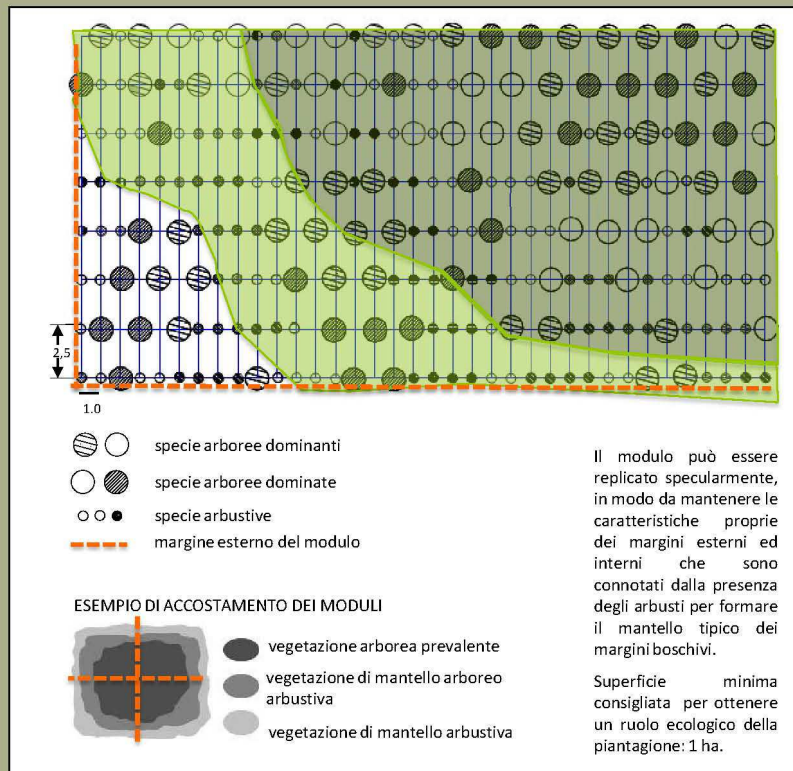 2,5
1.0
specie arboree dominanti
specie arboree dominate
specie arbustive
margine esterno del modulo
ESEMPIO DI ACCOSTAMENTO DEI MODULI
vegetazione arborea prevalente
vegetazione di mantello arboreo
arbustiva
vegetazione di mantello arbustiva
Il modulo può essere
replicato specularmente,
in modo da mantenere le
caratteristiche proprie
dei margini esterni ed
interni che sono
connotati dalla presenza
degli arbusti per formare
il mantello tipico dei
margini boschivi.
Superficie minima
consigliata per ottenere
un ruolo ecologico della
piantagione: 1 ha.